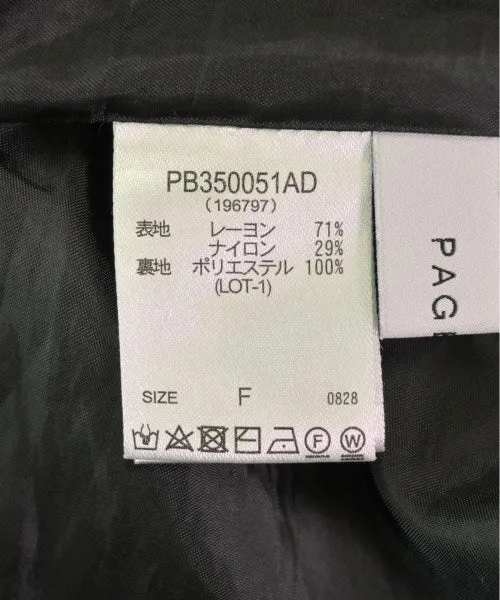 PB350051AD
(196797)
表地 レーヨン 71%
ナイロン 29%
裏地 ポリエステル 100%
(LOT-1)
SIZE F 0828
F W
PAG